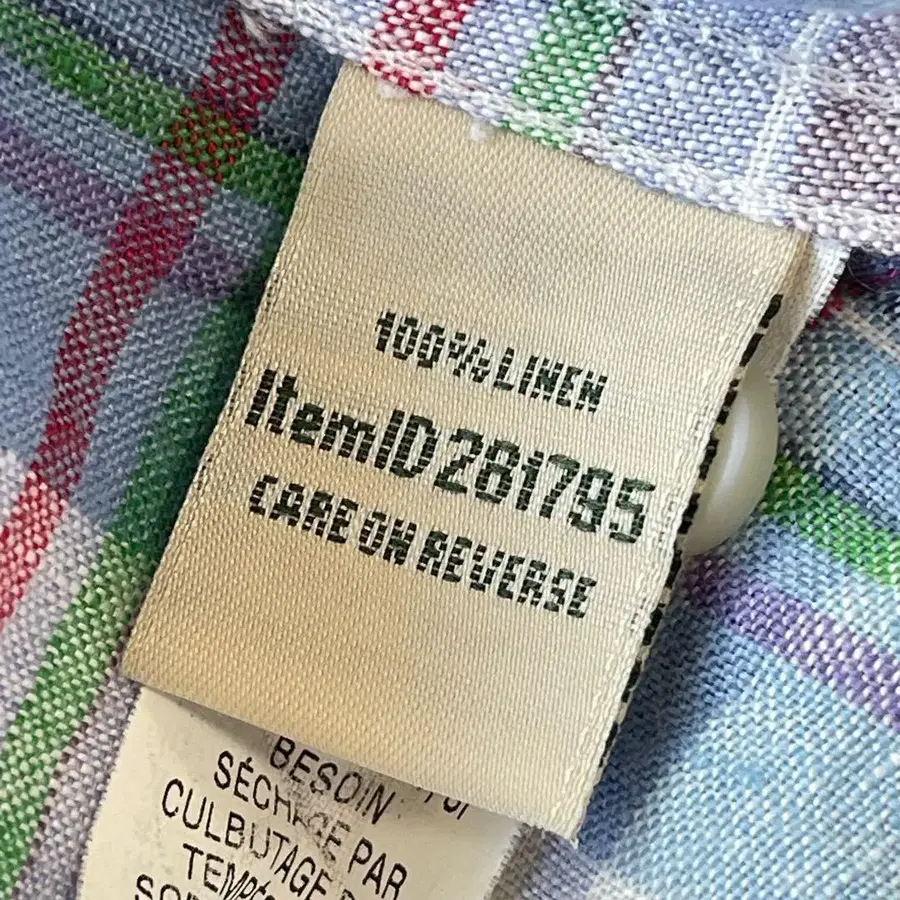 100% LINEN
ItemID 281795
CARE ON REVERSE
BESOIN
SÉCHAGE PAR
CULBUTAGE